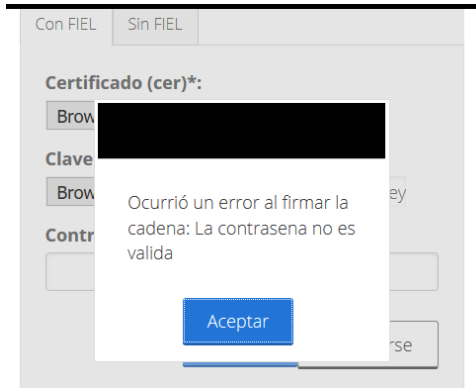 Con FIEL Sin FIEL
Certificado (cer)*:
Brow
Clave
Brow
ey
Ocurrió un error al firmar la
cadena: La contrasena no es
valida
Contr
Aceptar
rse